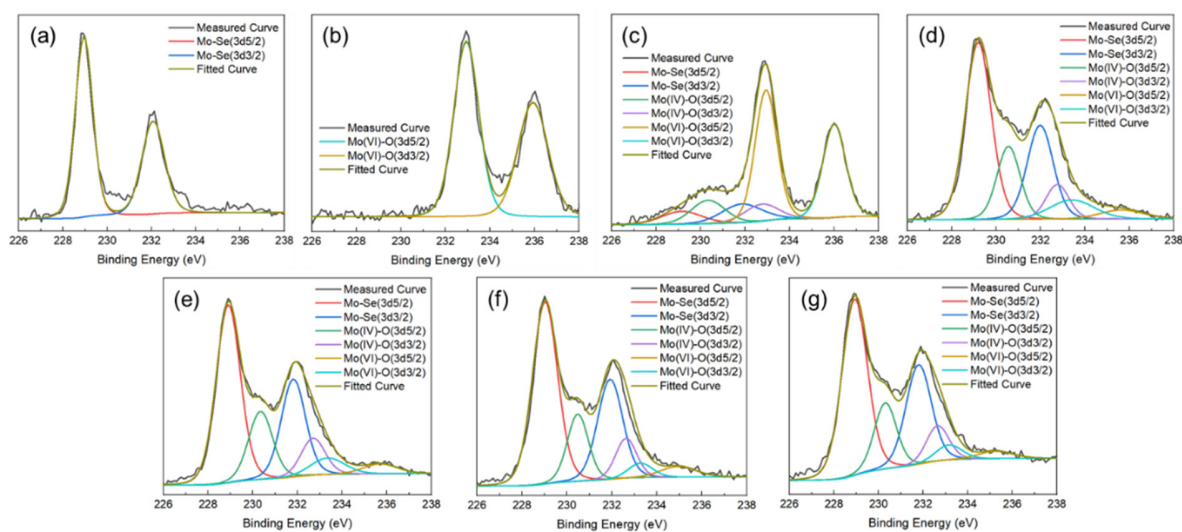 (a)
Measured Curve
Mo-Se(3d5/2)
Mo-Se(3d3/2)
Fitted Curve
226 228 230 232 234 236 238
Binding Energy (eV)
(b)
Measured Curve
Mo(VI)-O(3d5/2)
Mo(VI)-O(3d3/2)
Fitted Curve
226 228 230 232 234 236 238
Binding Energy (eV)
(c)
Measured Curve
Mo-Se(3d5/2)
Mo-Se(3d3/2)
Mo(IV)-O(3d5/2)
Mo(IV)-O(3d3/2)
Mo(VI)-O(3d5/2)
Mo(VI)-O(3d3/2)
Fitted Curve
226 228 230 232 234 236 238
Binding Energy (eV)
(d)
Measured Curve
Mo-Se(3d5/2)
Mo-Se(3d3/2)
Mo(IV)-O(3d5/2)
Mo(IV)-O(3d3/2)
Mo(VI)-O(3d5/2)
Mo(VI)-O(3d3/2)
Fitted Curve
226 228 230 232 234 236 238
Binding Energy (eV)
(e)
Measured Curve
Mo-Se(3d5/2)
Mo-Se(3d3/2)
Mo(IV)-O(3d5/2)
Mo(IV)-O(3d3/2)
Mo(VI)-O(3d5/2)
Mo(VI)-O(3d3/2)
Fitted Curve
226 228 230 232 234 236 238
Binding Energy (eV)
(f)
Measured Curve
Mo-Se(3d5/2)
Mo-Se(3d3/2)
Mo(IV)-O(3d5/2)
Mo(IV)-O(3d3/2)
Mo(VI)-O(3d5/2)
Mo(VI)-O(3d3/2)
Fitted Curve
226 228 230 232 234 236 238
Binding Energy (eV)
(g)
Measured Curve
Mo-Se(3d5/2)
Mo-Se(3d3/2)
Mo(IV)-O(3d5/2)
Mo(IV)-O(3d3/2)
Mo(VI)-O(3d5/2)
Mo(VI)-O(3d3/2)
Fitted Curve
226 228 230 232 234 236 238
Binding Energy (eV)